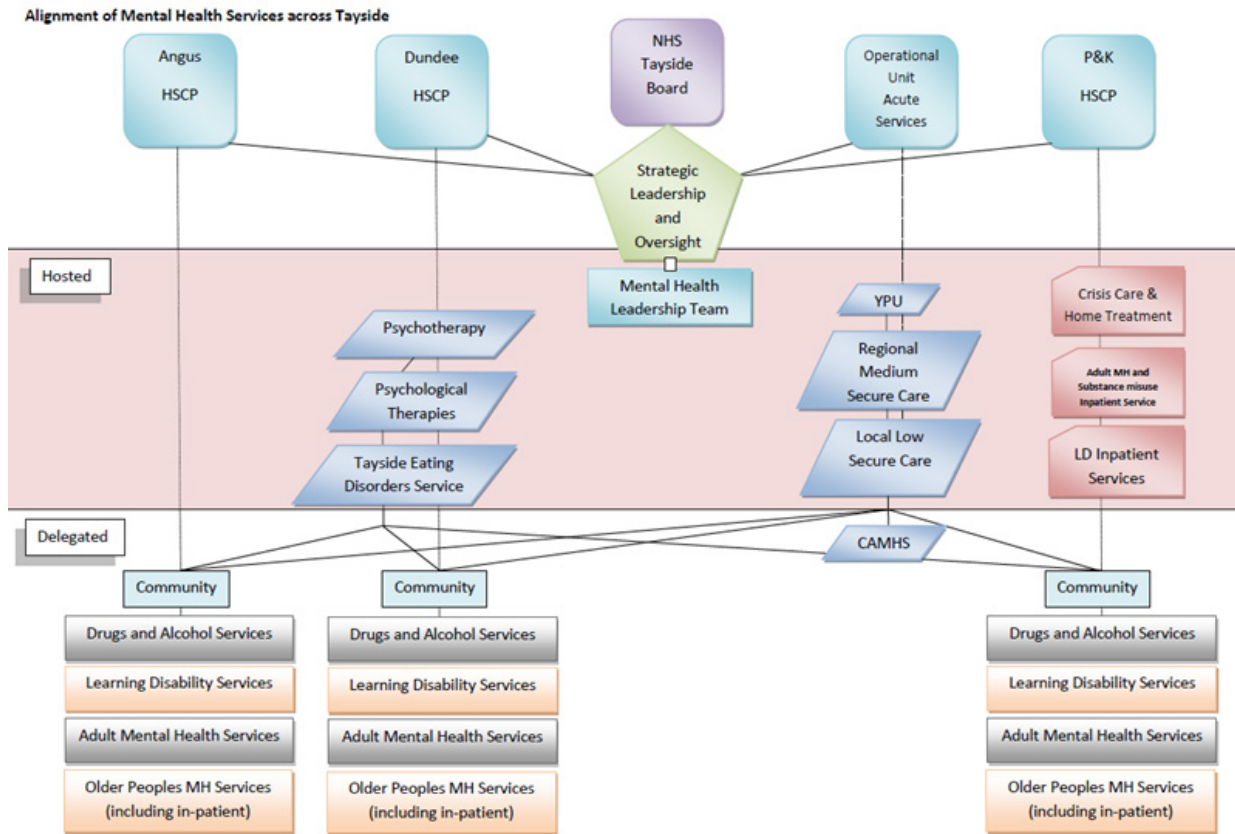 Alignment of Mental Health Services across Tayside
Angus
HSCP
Dundee
HSCP
NHS
Tayside
Board
Operational
Unit
Acute
Services
P&K
HSCP
Strategic
Leadership
and
Oversight
Hosted
Mental Health
Leadership Team
Psychotherapy
Psychological
Therapies
Tayside Eating
Disorders Service
YPU
Regional
Medium
Secure Care
Local Low
Secure Care
Crisis Care &
Home Treatment
Adult MH and
Substance misuse
Inpatient Service
LD Inpatient
Services
Delegated
CAMHS
Community
Drugs and Alcohol Services
Learning Disability Services
Adult Mental Health Services
Older Peoples MH Services
(including in-patient)
Community
Drugs and Alcohol Services
Learning Disability Services
Adult Mental Health Services
Older Peoples MH Services
(including in-patient)
Community
Drugs and Alcohol Services
Learning Disability Services
Adult Mental Health Services
Older Peoples MH Services
(including in-patient)